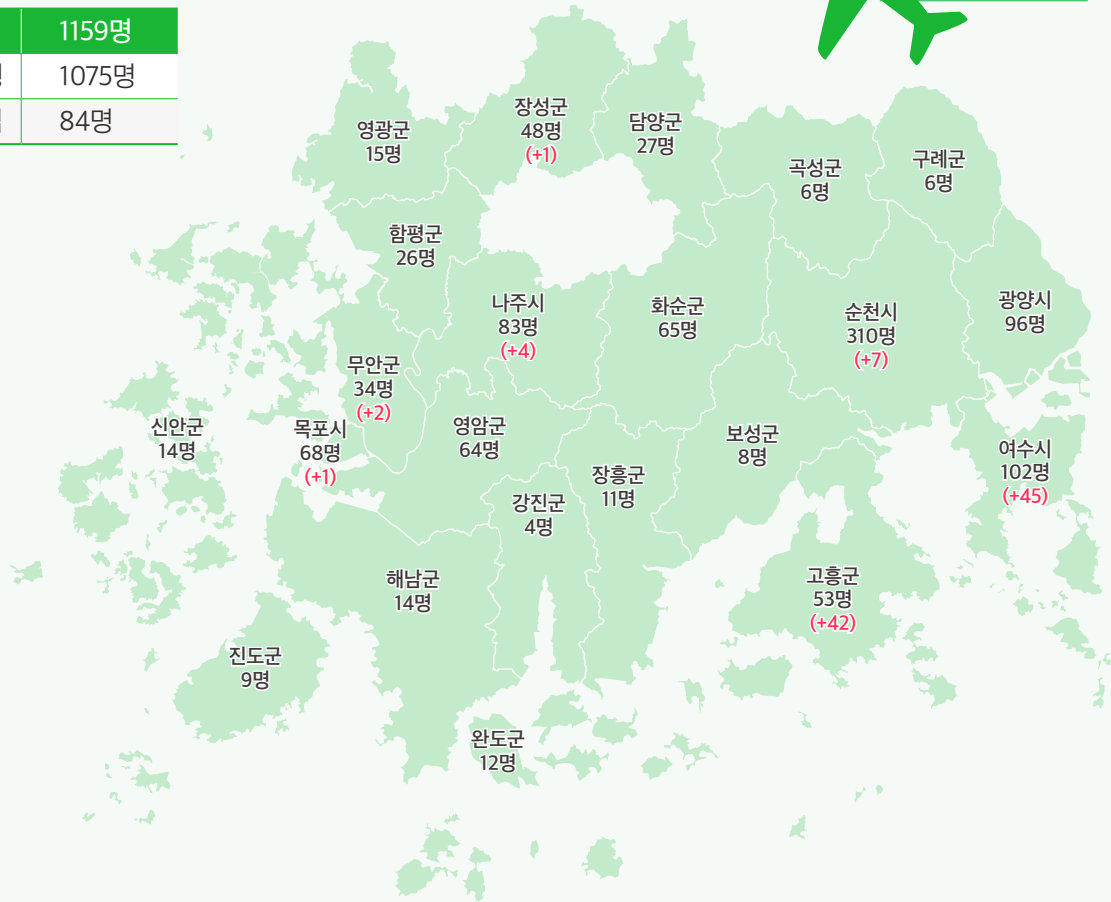 1159명
1075명
84명
장성군
48명
(+1)
담양군
27명
영광군
15명
곡성군
6명
구례군
6명
함평군
26명
나주시
83명
(+4)
화순군
65명
순천시
310명
(+7)
광양시
96명
무안군
34명
(+2)
신안군
14명
목포시
68명
(+1)
영암군
64명
보성군
8명
여수시
102명
(+45)
장흥군
11명
강진군
4명
해남군
14명
고흥군
53명
(+42)
진도군
9명
완도군
12명